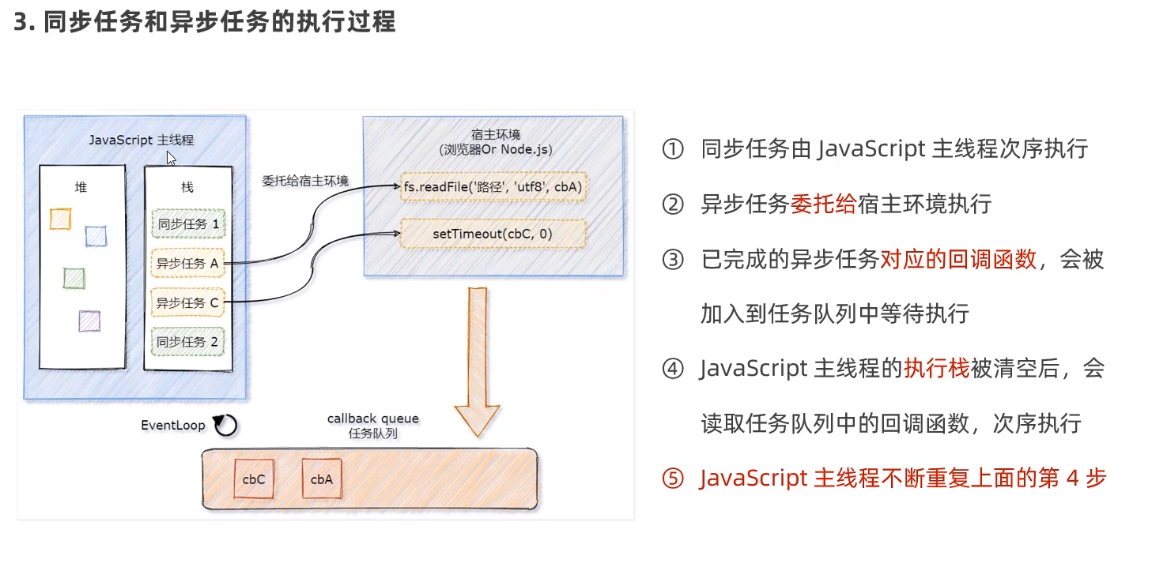 3. 同步任务和异步任务的执行过程
JavaScript 主线程
堆
栈
同步任务 1
异步任务 A
异步任务 C
同步任务 2
委托给宿主环境
宿主环境
(浏览器Or Node.js)
fs.readFile('路径', 'utf8', cbA)
setTimeout(cbC, 0)
EventLoop
callback queue
任务队列
cbC
cbA
① 同步任务由 JavaScript 主线程次序执行
② 异步任务委托给宿主环境执行
③ 已完成的异步任务对应的回调函数，会被
加入到任务队列中等待执行
④ JavaScript 主线程的执行栈被清空后，会
读取任务队列中的回调函数，次序执行
⑤ JavaScript 主线程不断重复上面的第 4 步